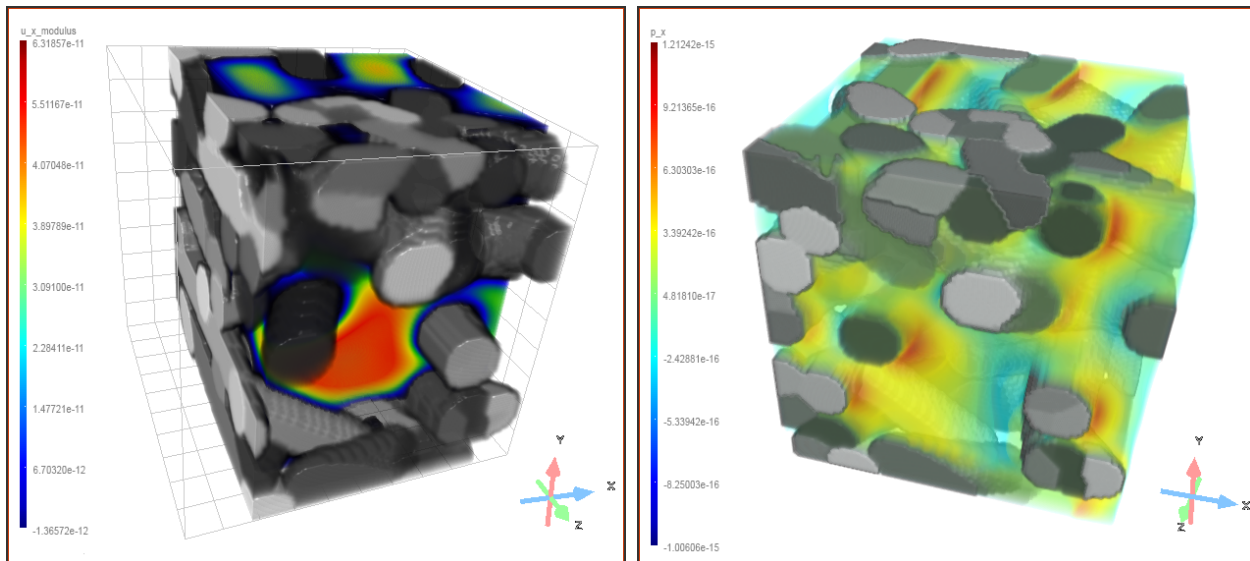 u_x_modulus
6.31857e-11
5.51167e-11
4.07048e-11
3.89789e-11
3.09100e-11
2.28411e-11
1.47721e-11
6.70320e-12
-1.36572e-12
Y
X
Z
p_x
1.21242e-15
9.21365e-16
6.30303e-16
3.39242e-16
4.81810e-17
-2.42881e-16
-5.33942e-16
-8.25003e-16
-1.00606e-15
Y
X
Z